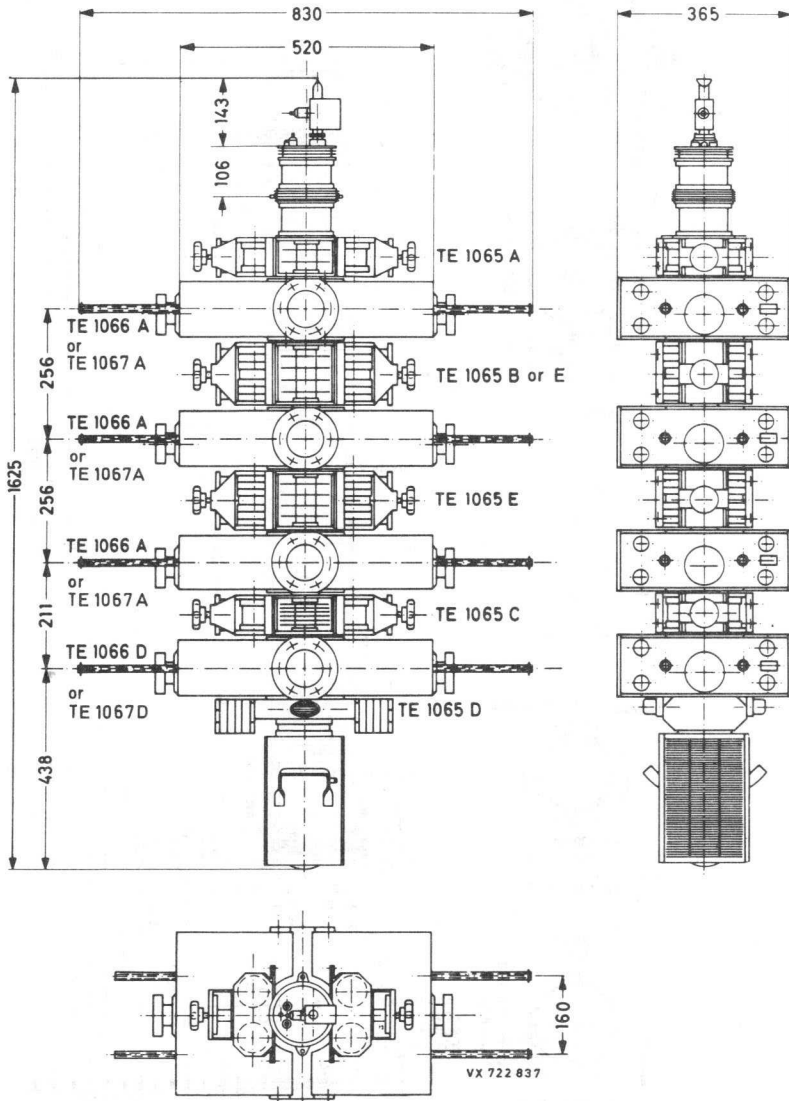 830
365
520
143
106
TE 1065 A
TE 1066 A
or
TE 1067 A
256
TE 1065 B or E
TE 1066 A
or
TE 1067 A
1625
256
TE 1065 E
TE 1066 A
or
TE 1067 A
211
TE 1065 C
TE 1066 D
or
TE 1067 D
TE 1065 D
438
160
VX 722 837